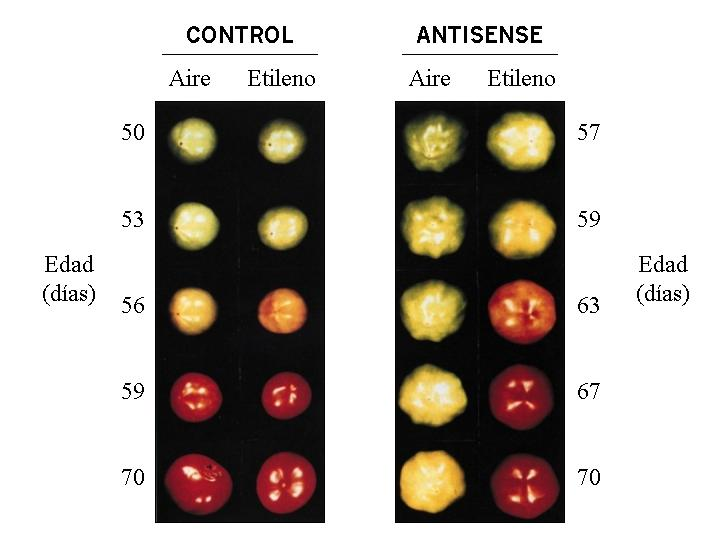 CONTROL
ANTISENSE
Aire
Etileno
Aire
Etileno
50
57
53
59
Edad
(días)
Edad
(días)
56
63
59
67
70
70